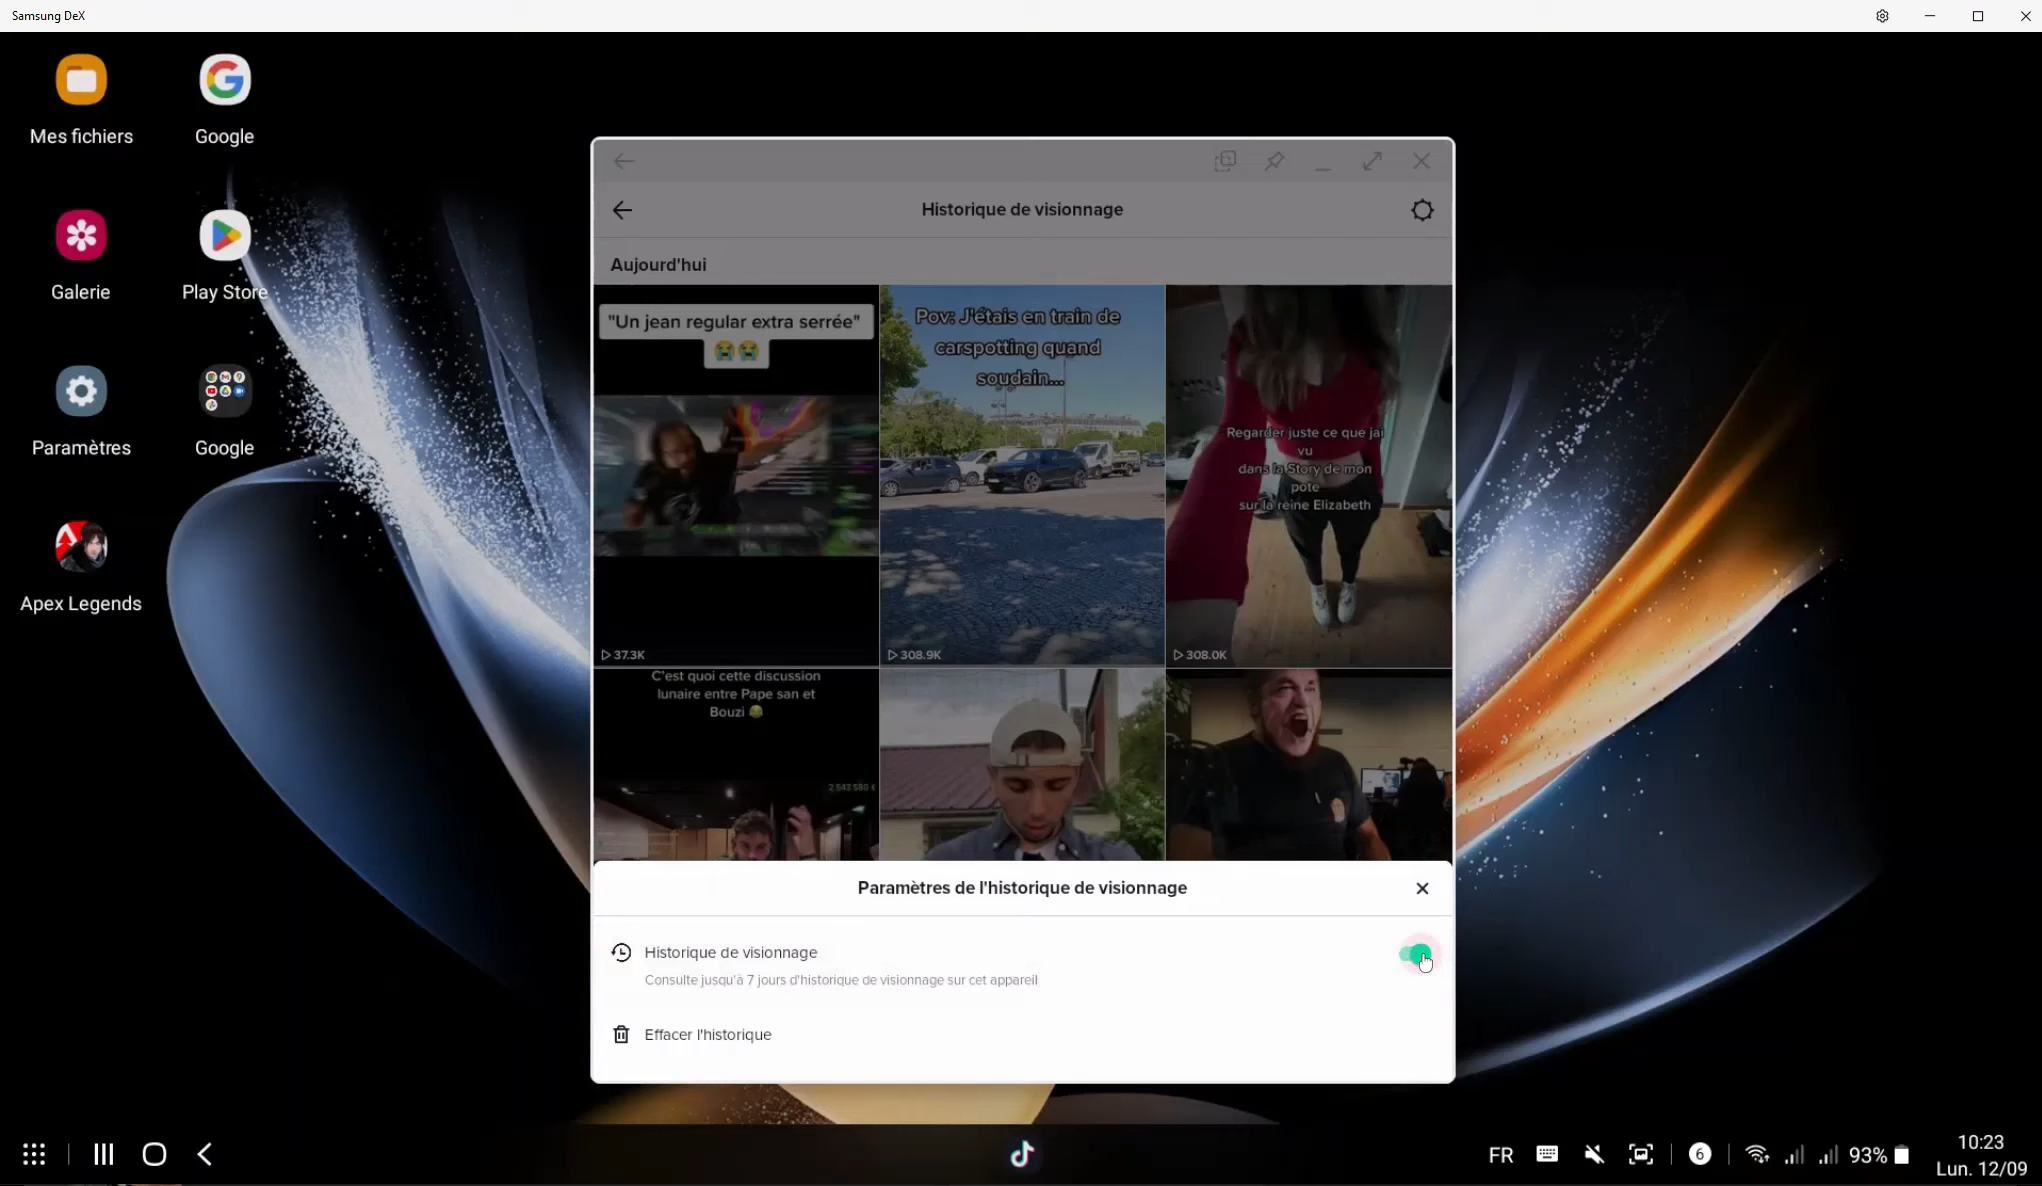 Samsung DeX
Mes fichiers
Google
Galerie
Play Store
Paramètres
Google
Apex Legends
Historique de visionnage
Aujourd'hui
"Un jean regular extra serrée"
😭😭
37.3K
Pov: J'étais en train de
carspotting quand
soudain...
308.9K
Regarder juste ce que jai
vu
dans la Story de mon
pote
sur la reine Elizabeth
308.0K
C'est quoi cette discussion
lunaire entre Pape san et
Bouzi 😂
2 543 580 €
Paramètres de l'historique de visionnage
Historique de visionnage
Consulte jusqu'à 7 jours d'historique de visionnage sur cet appareil
Effacer l'historique
FR
6
93%
10:23
Lun. 12/09